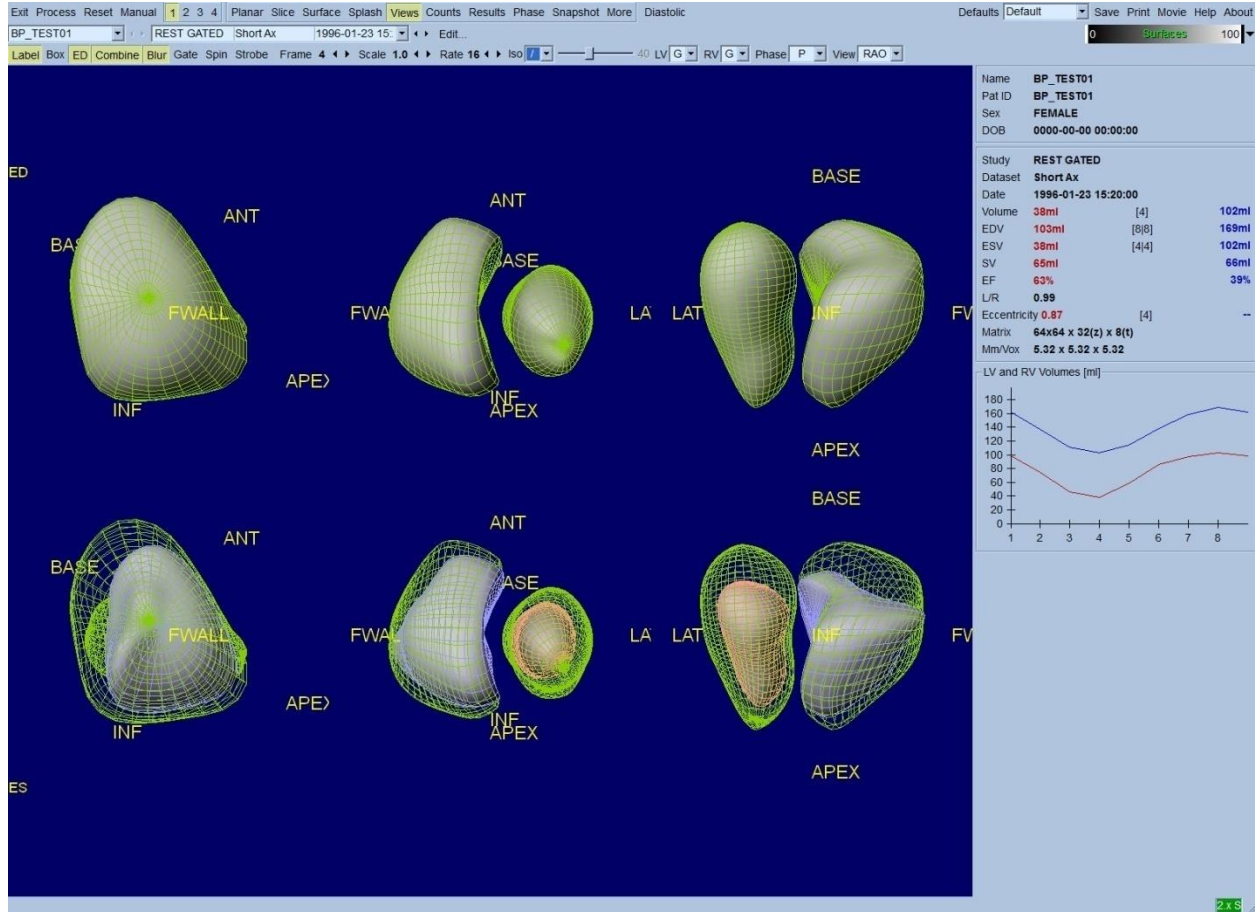 Exit Process Reset Manual 1 2 3 4 Planar Slice Surface Splash Views Counts Results Phase Snapshot More Diastolic Defaults Default Save Print Movie Help About
BP_TEST01 REST GATED Short Ax 1996-01-23 15: Edit... 0 Surfaces 100
Label Box ED Combine Blur Gate Spin Strobe Frame 4 Scale 1.0 Rate 16 Iso / 40 LV G RV G Phase P View RAO
ED
BAS ANT FWALL APEX INF
ANT BASE FWA LA INF APEX
BASE LAT INF FW APEX
BASE ANT FWALL APEX INF
ANT BASE FWAL LA INF APEX
BASE LAT INF FW APEX
ES
Name BP_TEST01
Pat ID BP_TEST01
Sex FEMALE
DOB 0000-00-00 00:00:00
Study REST GATED
Dataset Short Ax
Date 1996-01-23 15:20:00
Volume 38ml [4] 102ml
EDV 103ml [8|8] 169ml
ESV 38ml [4|4] 102ml
SV 65ml 66ml
EF 63% 39%
L/R 0.99
Eccentricity 0.87 [4] --
Matrix 64x64 x 32(z) x 8(t)
Mm/Vox 5.32 x 5.32 x 5.32
LV and RV Volumes [ml]
180
160
140
120
100
80
60
40
20
0
1 2 3 4 5 6 7 8
2.x S